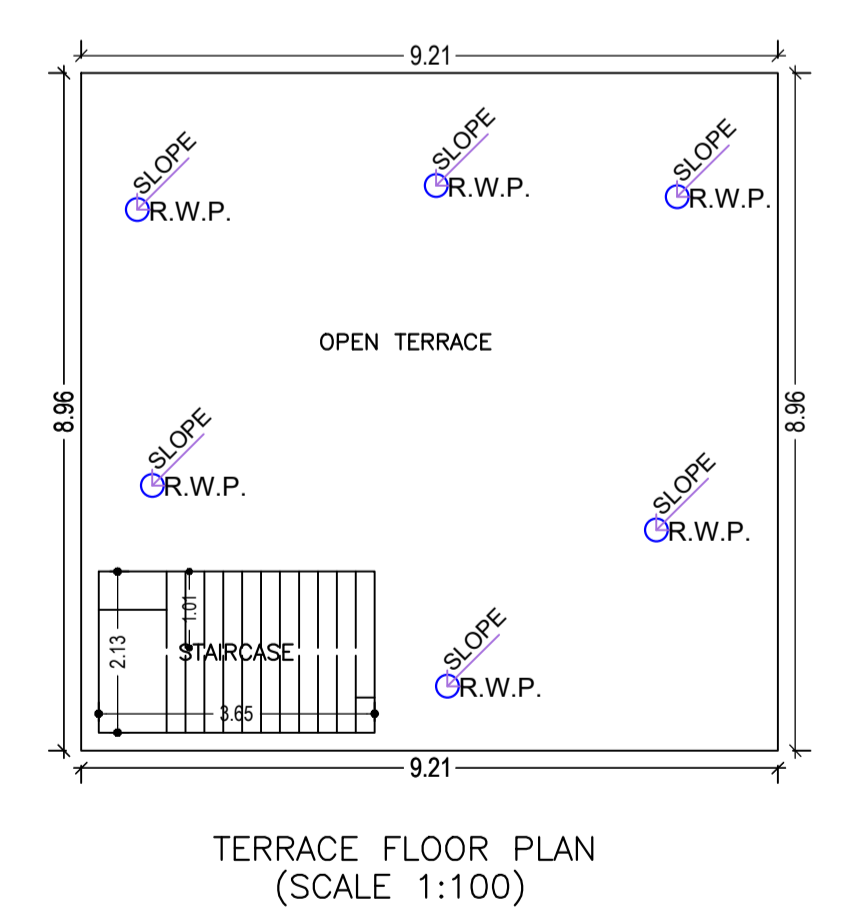 9.21
SLOPE
R.W.P.
SLOPE
R.W.P.
SLOPE
R.W.P.
OPEN TERRACE
8.96
8.96
SLOPE
R.W.P.
SLOPE
R.W.P.
1.01
2.13
STAIRCASE
3.65
SLOPE
R.W.P.
9.21
TERRACE FLOOR PLAN
(SCALE 1:100)